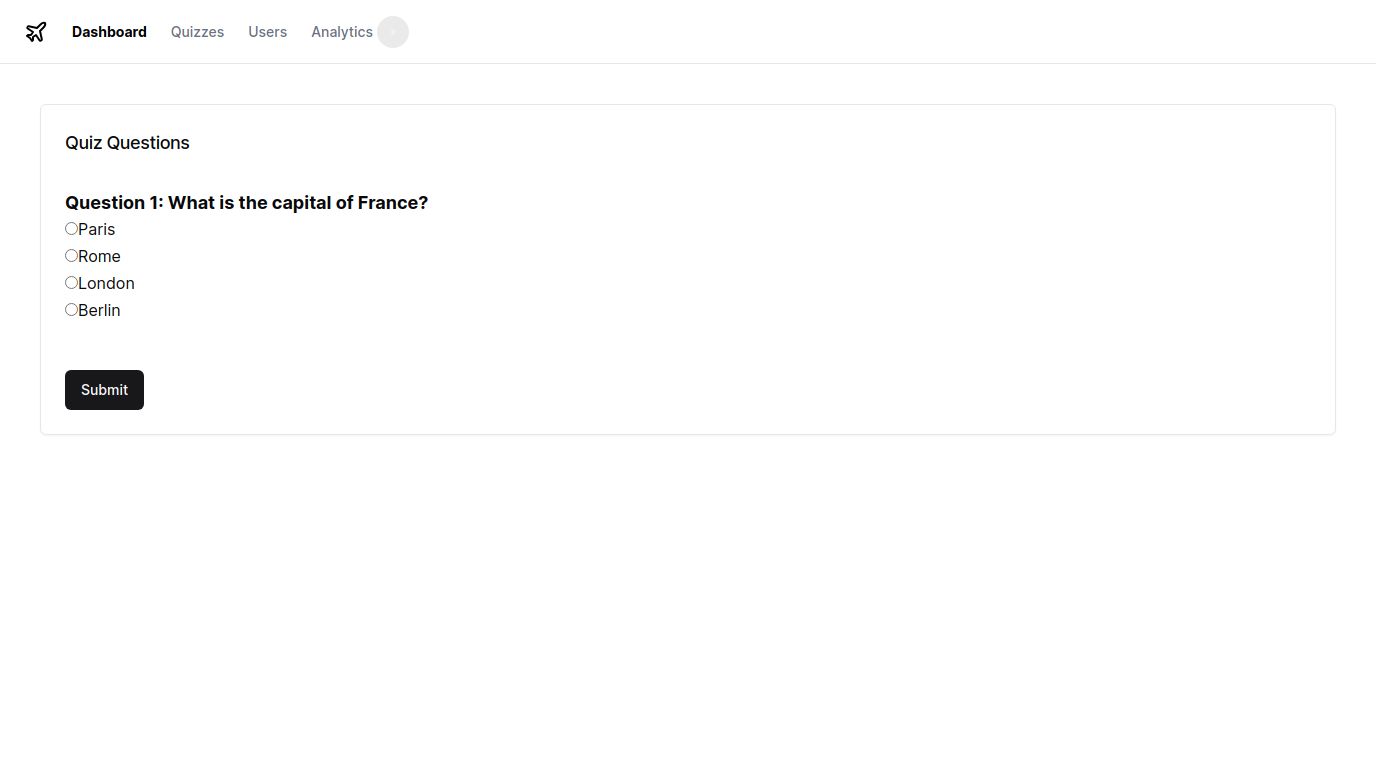 Dashboard Quizzes Users Analytics
Quiz Questions
Question 1: What is the capital of France?
Paris
Rome
London
Berlin
Submit